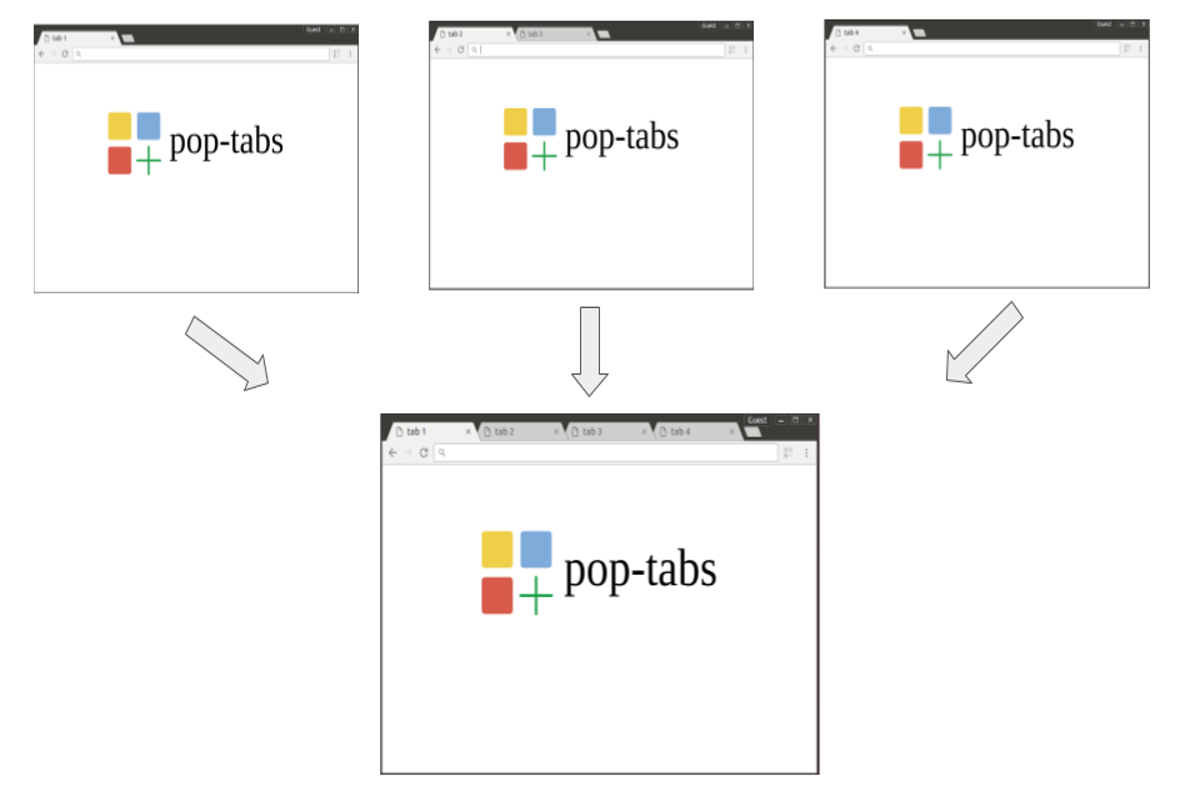 Guest
tab 1
pop-tabs
Guest
tab 2 tab 3
pop-tabs
Guest
tab 4
pop-tabs
Guest
tab 1 tab 2 tab 3 tab 4
pop-tabs